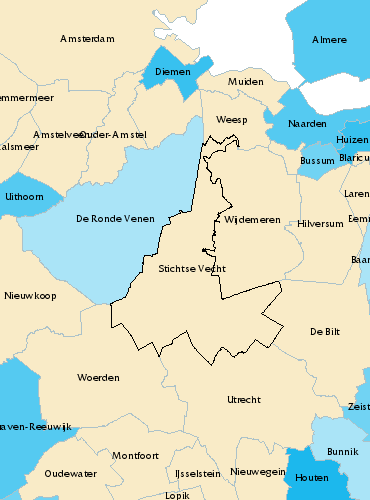 Amsterdam
Almere
Diemen
Muiden
emmermeer
Weesp
Naarden
Amstelveen
Ouder-Amstel
Huizen
alsmeer
Bussum
Blaricu
Uithoorn
Laren
De Ronde Venen
Wijdemeren
Hilversum
Eemn
Baar
Stichtse Vecht
Nieuwkoop
De Bilt
Woerden
Utrecht
Zeist
aven-Reeuwijk
Bunnik
Montfoort
Oudewater
IJsselstein
Nieuwegein
Houten
Lopik